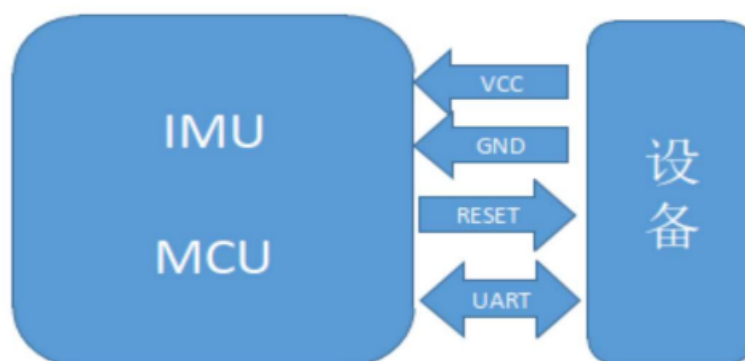 IMU
MCU
VCC
GND
RESET
UART
设
备